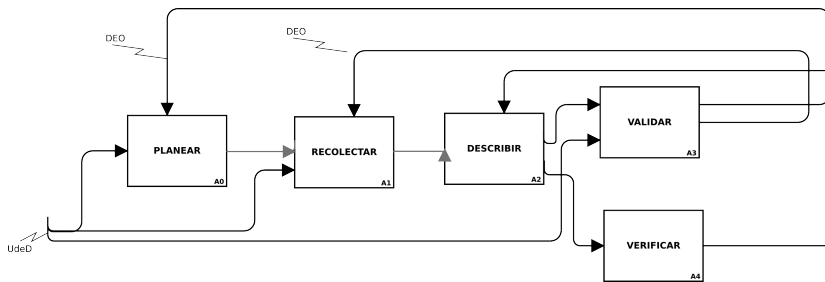 DEO
DEO
PLANEAR
A0
RECOLECTAR
A1
DESCRIBIR
A2
VALIDAR
A3
UdeD
VERIFICAR
A4